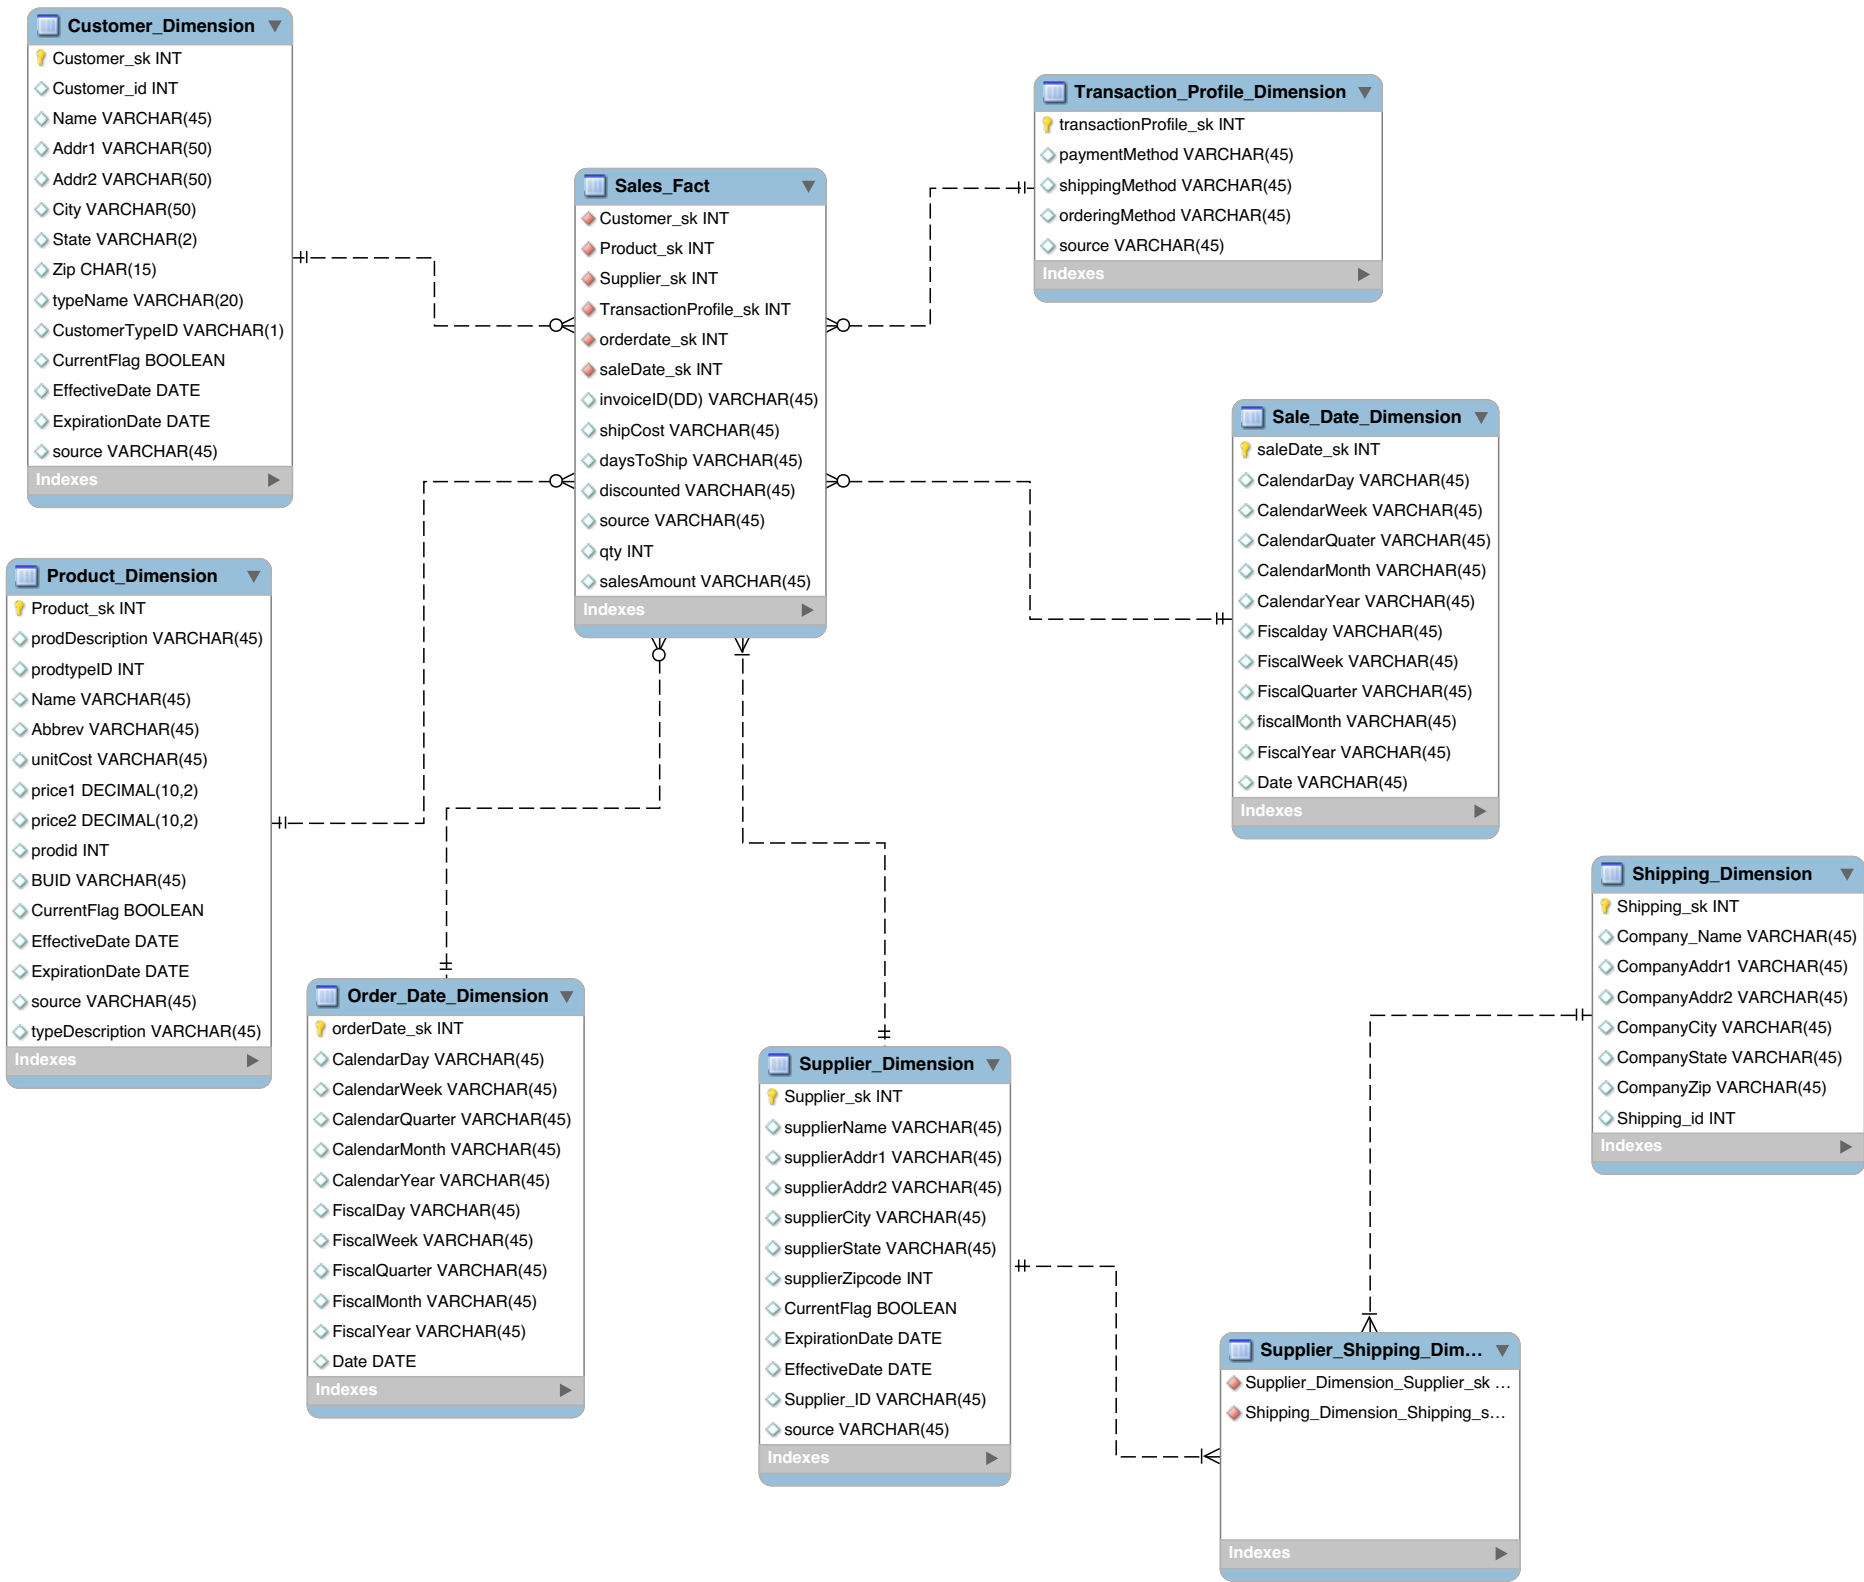 Customer_Dimension
Customer_sk INT
Customer_id INT
Name VARCHAR(45)
Addr1 VARCHAR(50)
Addr2 VARCHAR(50)
City VARCHAR(50)
State VARCHAR(2)
Zip CHAR(15)
typeName VARCHAR(20)
CustomerTypeID VARCHAR(1)
CurrentFlag BOOLEAN
EffectiveDate DATE
ExpirationDate DATE
source VARCHAR(45)
Indexes
Transaction_Profile_Dimension
transactionProfile_sk INT
paymentMethod VARCHAR(45)
shippingMethod VARCHAR(45)
orderingMethod VARCHAR(45)
source VARCHAR(45)
Indexes
Sales_Fact
Customer_sk INT
Product_sk INT
Supplier_sk INT
TransactionProfile_sk INT
orderdate_sk INT
saleDate_sk INT
invoiceID(DD) VARCHAR(45)
shipCost VARCHAR(45)
daysToShip VARCHAR(45)
discounted VARCHAR(45)
source VARCHAR(45)
qty INT
salesAmount VARCHAR(45)
Indexes
Sale_Date_Dimension
saleDate_sk INT
CalendarDay VARCHAR(45)
CalendarWeek VARCHAR(45)
CalendarQuater VARCHAR(45)
CalendarMonth VARCHAR(45)
CalendarYear VARCHAR(45)
Fiscalday VARCHAR(45)
FiscalWeek VARCHAR(45)
FiscalQuarter VARCHAR(45)
fiscalMonth VARCHAR(45)
FiscalYear VARCHAR(45)
Date VARCHAR(45)
Indexes
Product_Dimension
Product_sk INT
prodDescription VARCHAR(45)
prodtypeID INT
Name VARCHAR(45)
Abbrev VARCHAR(45)
unitCost VARCHAR(45)
price1 DECIMAL(10,2)
price2 DECIMAL(10,2)
prodid INT
BUID VARCHAR(45)
CurrentFlag BOOLEAN
EffectiveDate DATE
ExpirationDate DATE
source VARCHAR(45)
typeDescription VARCHAR(45)
Indexes
Shipping_Dimension
Shipping_sk INT
Company_Name VARCHAR(45)
CompanyAddr1 VARCHAR(45)
CompanyAddr2 VARCHAR(45)
CompanyCity VARCHAR(45)
CompanyState VARCHAR(45)
CompanyZip VARCHAR(45)
Shipping_id INT
Indexes
Order_Date_Dimension
orderDate_sk INT
CalendarDay VARCHAR(45)
CalendarWeek VARCHAR(45)
CalendarQuarter VARCHAR(45)
CalendarMonth VARCHAR(45)
CalendarYear VARCHAR(45)
FiscalDay VARCHAR(45)
FiscalWeek VARCHAR(45)
FiscalQuarter VARCHAR(45)
FiscalMonth VARCHAR(45)
FiscalYear VARCHAR(45)
Date DATE
Indexes
Supplier_Dimension
Supplier_sk INT
supplierName VARCHAR(45)
supplierAddr1 VARCHAR(45)
supplierAddr2 VARCHAR(45)
supplierCity VARCHAR(45)
supplierState VARCHAR(45)
supplierZipcode INT
CurrentFlag BOOLEAN
ExpirationDate DATE
EffectiveDate DATE
Supplier_ID VARCHAR(45)
source VARCHAR(45)
Indexes
Supplier_Shipping_Dim...
Supplier_Dimension_Supplier_sk ...
Shipping_Dimension_Shipping_s...
Indexes